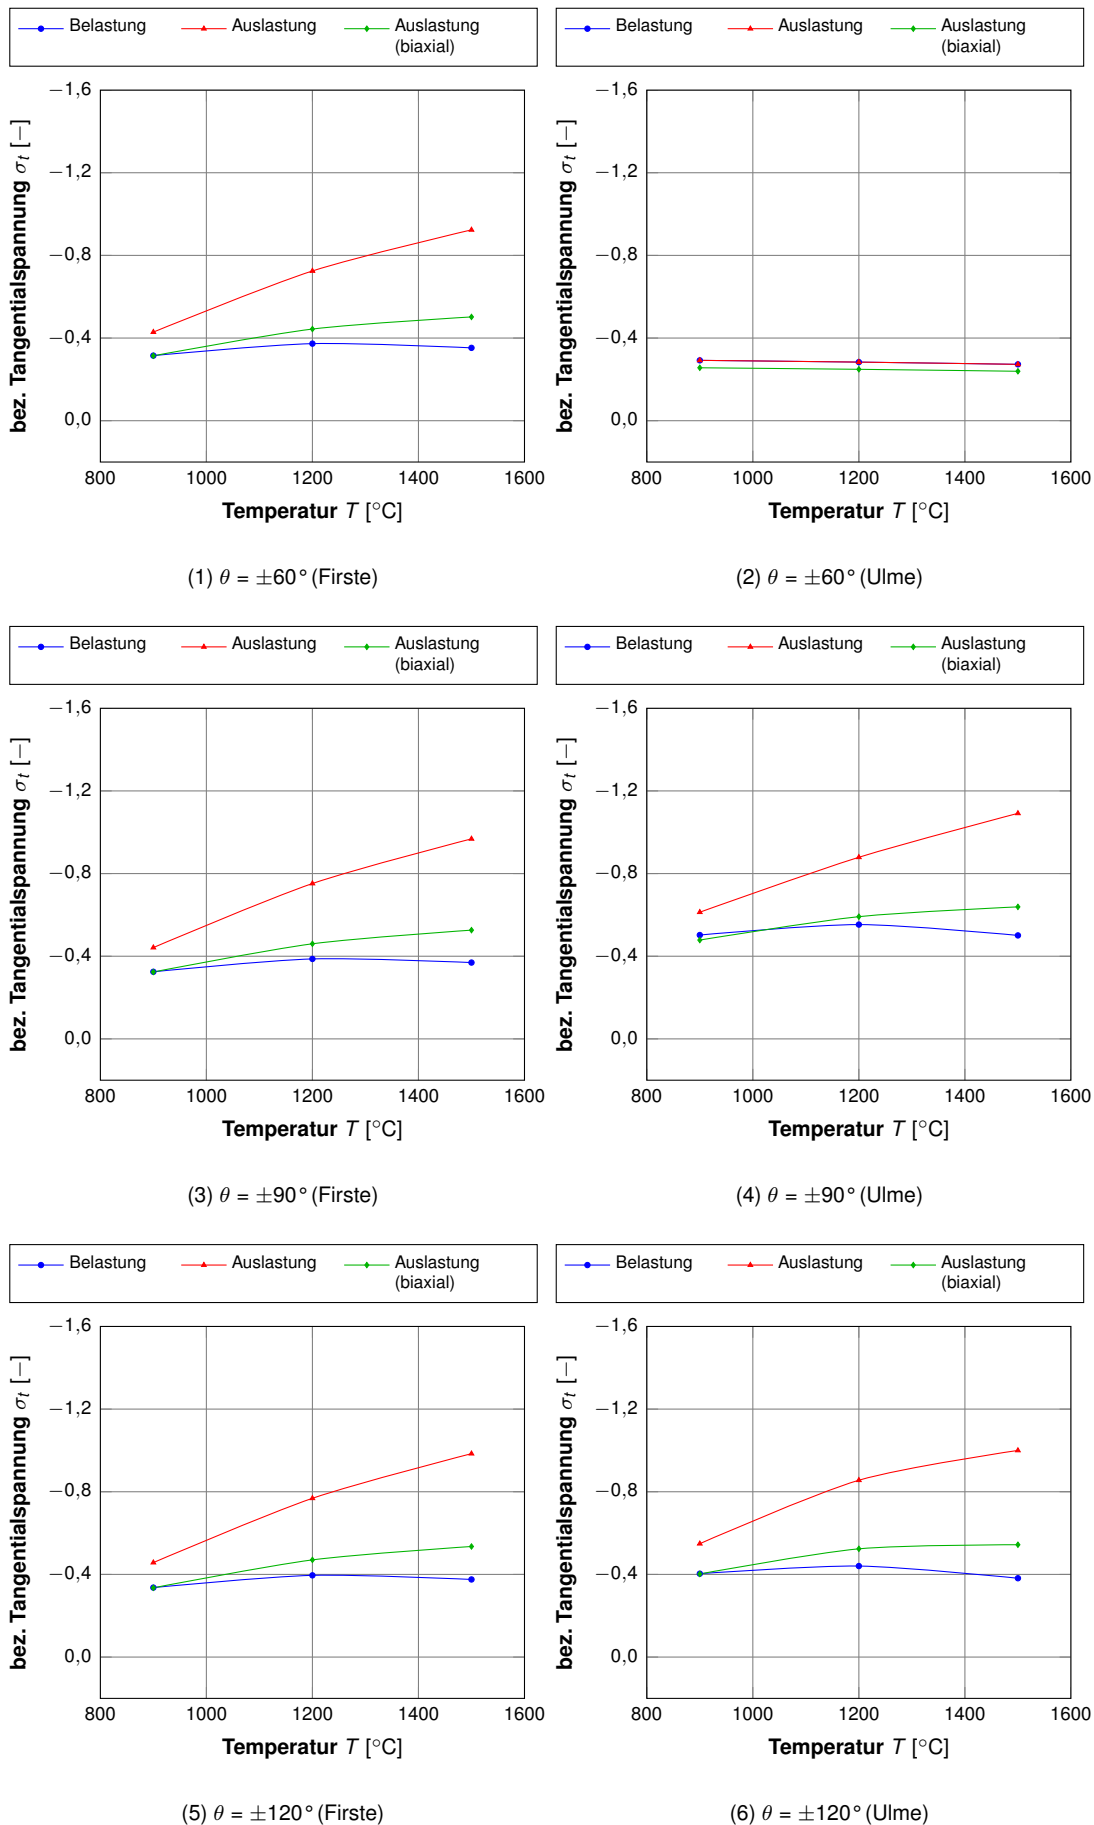 Belastung Auslastung Auslastung
(biaxial)
−1,6
−1,2
−0,8
−0,4
0,0
800 1000 1200 1400 1600
bez. Tangentialspannung σt [−]
Temperatur T [°C]
(1) θ = ±60° (Firste)
Belastung Auslastung Auslastung
(biaxial)
−1,6
−1,2
−0,8
−0,4
0,0
800 1000 1200 1400 1600
bez. Tangentialspannung σt [−]
Temperatur T [°C]
(2) θ = ±60° (Ulme)
Belastung Auslastung Auslastung
(biaxial)
−1,6
−1,2
−0,8
−0,4
0,0
800 1000 1200 1400 1600
bez. Tangentialspannung σt [−]
Temperatur T [°C]
(3) θ = ±90° (Firste)
Belastung Auslastung Auslastung
(biaxial)
−1,6
−1,2
−0,8
−0,4
0,0
800 1000 1200 1400 1600
bez. Tangentialspannung σt [−]
Temperatur T [°C]
(4) θ = ±90° (Ulme)
Belastung Auslastung Auslastung
(biaxial)
−1,6
−1,2
−0,8
−0,4
0,0
800 1000 1200 1400 1600
bez. Tangentialspannung σt [−]
Temperatur T [°C]
(5) θ = ±120° (Firste)
Belastung Auslastung Auslastung
(biaxial)
−1,6
−1,2
−0,8
−0,4
0,0
800 1000 1200 1400 1600
bez. Tangentialspannung σt [−]
Temperatur T [°C]
(6) θ = ±120° (Ulme)